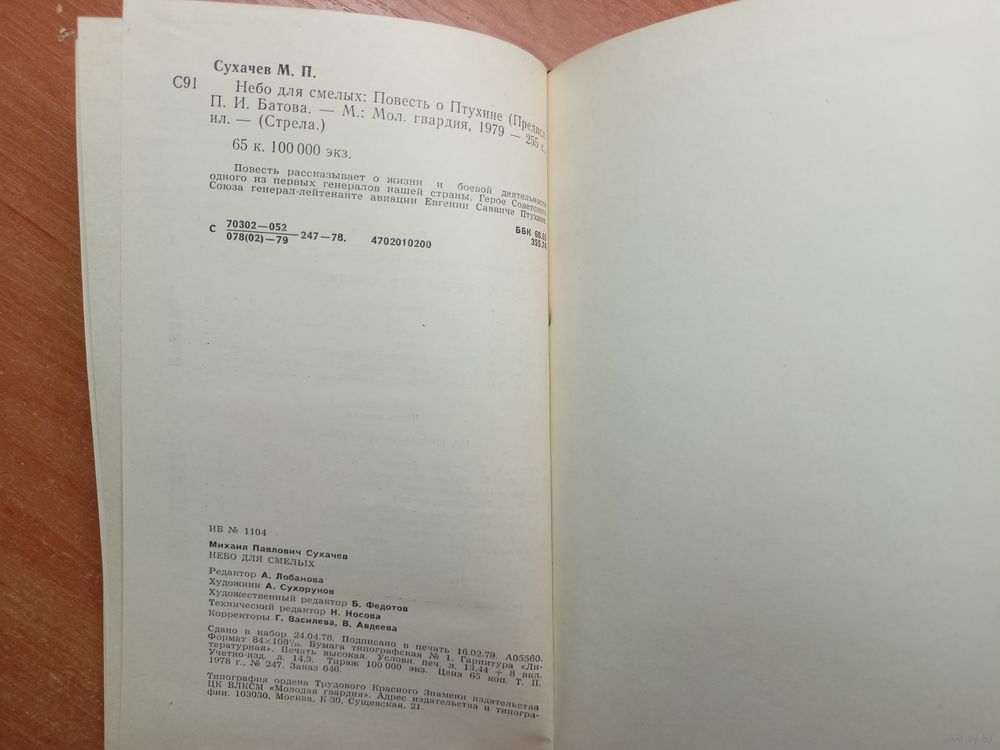 Сухачев М. П.
С91
Небо для смелых: Повесть о Птухине (Предисл.
П. И. Батова. — М.: Мол. гвардия, 1979 — 255 с.,
ил. — (Стрела.)
65 к. 100 000 экз.
Повесть рассказывает о жизни и боевой деятельности
одного из первых генералов нашей страны, Герое Советского
Союза генерал-лейтенанте авиации Евгении Саввиче Птухине.
С 70302—052
078(02)—79 —247—78. 4702010200
ББК 68.
355.
ИБ № 1104
Михаил Павлович Сухачев
НЕБО ДЛЯ СМЕЛЫХ
Редактор А. Лобанова
Художник А. Сухоруков
Художественный редактор Б. Федотов
Технический редактор Н. Носова
Корректоры Г. Василева, В. Авдеева
Сдано в набор 24.04.78. Подписано в печать 16.02.79. А05560.
Формат 84×108¹/₃₂. Бумага типографская № 1. Гарнитура «Ли-
тературная». Печать высокая. Условн. печ. л. 13,44 + 8 вкл.
Учетно-изд. л. 14,3. Тираж 100 000 экз. Цена 65 коп. Т. П.
1978 г., № 247. Заказ 646.
Типография ордена Трудового Красного Знамени издательства
ЦК ВЛКСМ «Молодая гвардия». Адрес издательства и типогра-
фии: 103030, Москва, К-30, Сущевская, 21.